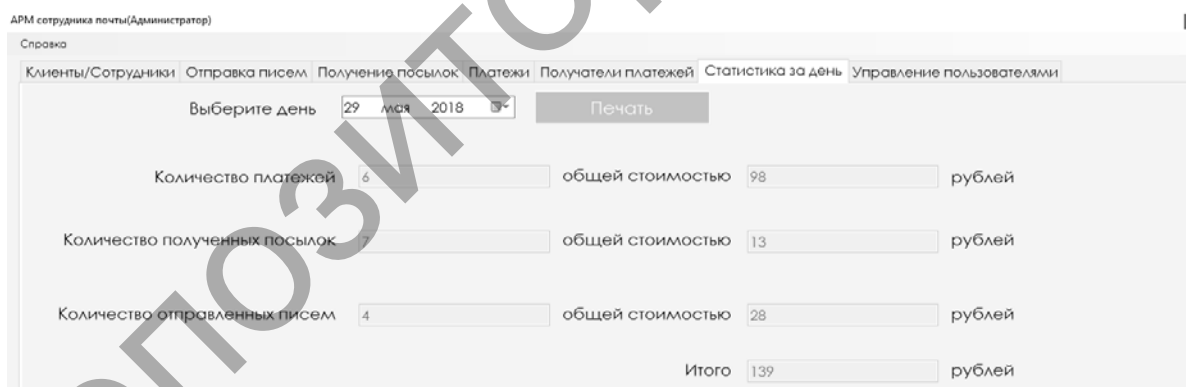 АРМ сотрудника почты(Администратор)
Справка
Клиенты/Сотрудники Отправка писем Получение посылок Платежи Получатели платежей Статистика за день Управление пользователями
Выберите день 29 мая 2018 Печать
Количество платежей 6 общей стоимостью 98 рублей
Количество полученных посылок 7 общей стоимостью 13 рублей
Количество отправленных писем 4 общей стоимостью 28 рублей
Итого 139 рублей